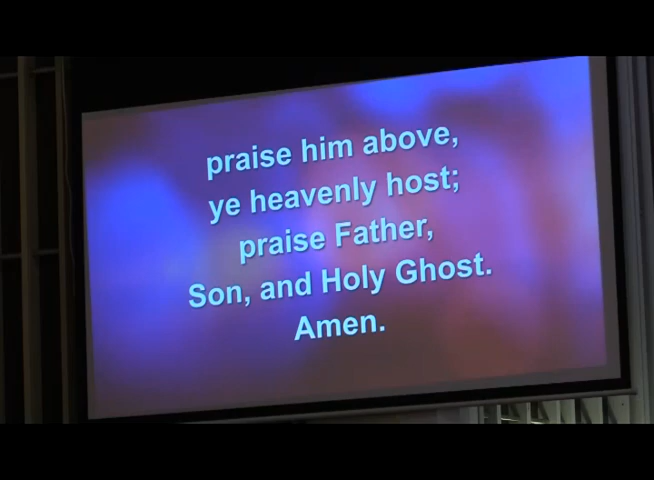 praise him above,
ye heavenly host;
praise Father,
Son, and Holy Ghost.
Amen.